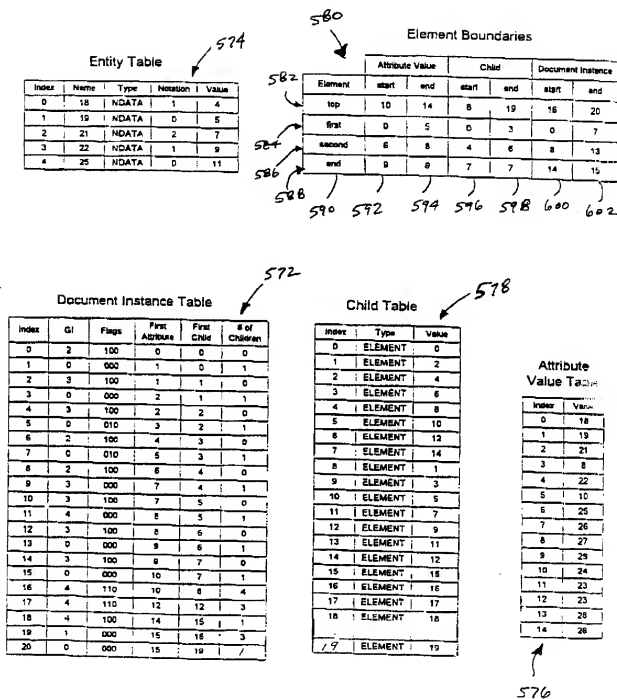 580
Element Boundaries
574
Entity Table
Attribute Value Child Document Instance
Element start end start end start end
582
top 10 14 8 19 16 20
584
first 0 5 0 3 0 7
586
second 6 8 4 6 8 13
588
end 9 9 7 7 14 15
590 592 594 596 598 600 602
Index Name Type Notation Value
0 18 NDATA 1 4
1 19 NDATA 0 5
2 21 NDATA 2 7
3 22 NDATA 1 9
4 25 NDATA 0 11
572
Document Instance Table
Index GI Flags First Attribute First Child # of Children
0 2 100 0 0 0
1 0 000 1 0 1
2 3 100 1 1 0
3 0 000 2 1 1
4 3 100 2 2 0
5 0 010 3 2 1
6 2 100 4 3 0
7 0 010 5 3 1
8 2 100 6 4 0
9 3 000 7 4 1
10 3 100 7 5 0
11 4 000 8 5 1
12 3 100 8 6 0
13 0 000 9 6 1
14 3 100 9 7 0
15 0 000 10 7 1
16 4 110 10 8 4
17 4 110 12 12 3
18 4 100 14 15 1
19 1 000 15 16 3
20 0 000 15 19 1
578
Child Table
Index Type Value
0 ELEMENT 0
1 ELEMENT 2
2 ELEMENT 4
3 ELEMENT 6
4 ELEMENT 8
5 ELEMENT 10
6 ELEMENT 12
7 ELEMENT 14
8 ELEMENT 1
9 ELEMENT 3
10 ELEMENT 5
11 ELEMENT 7
12 ELEMENT 9
13 ELEMENT 11
14 ELEMENT 12
15 ELEMENT 15
16 ELEMENT 16
17 ELEMENT 17
18 ELEMENT 18
19 ELEMENT 19
Attribute
Value Table
Index Value
0 18
1 19
2 21
3 8
4 22
5 10
6 25
7 26
8 27
9 29
10 24
11 23
12 23
13 28
14 28
576